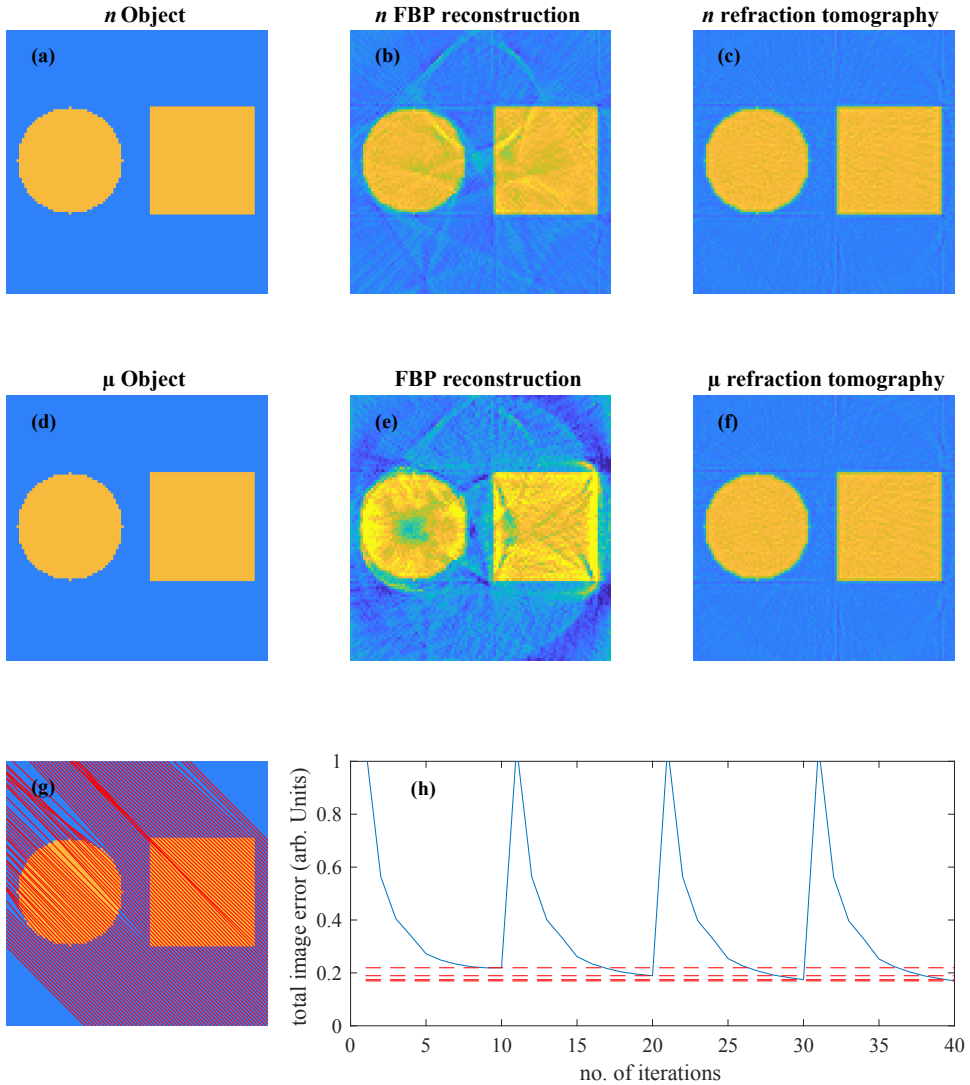 n Object
n FBP reconstruction
n refraction tomography
(a)
(b)
(c)
µ Object
FBP reconstruction
µ refraction tomography
(d)
(e)
(f)
(g)
(h)
total image error (arb. Units)
1
0.8
0.6
0.4
0.2
0
0 5 10 15 20 25 30 35 40
no. of iterations